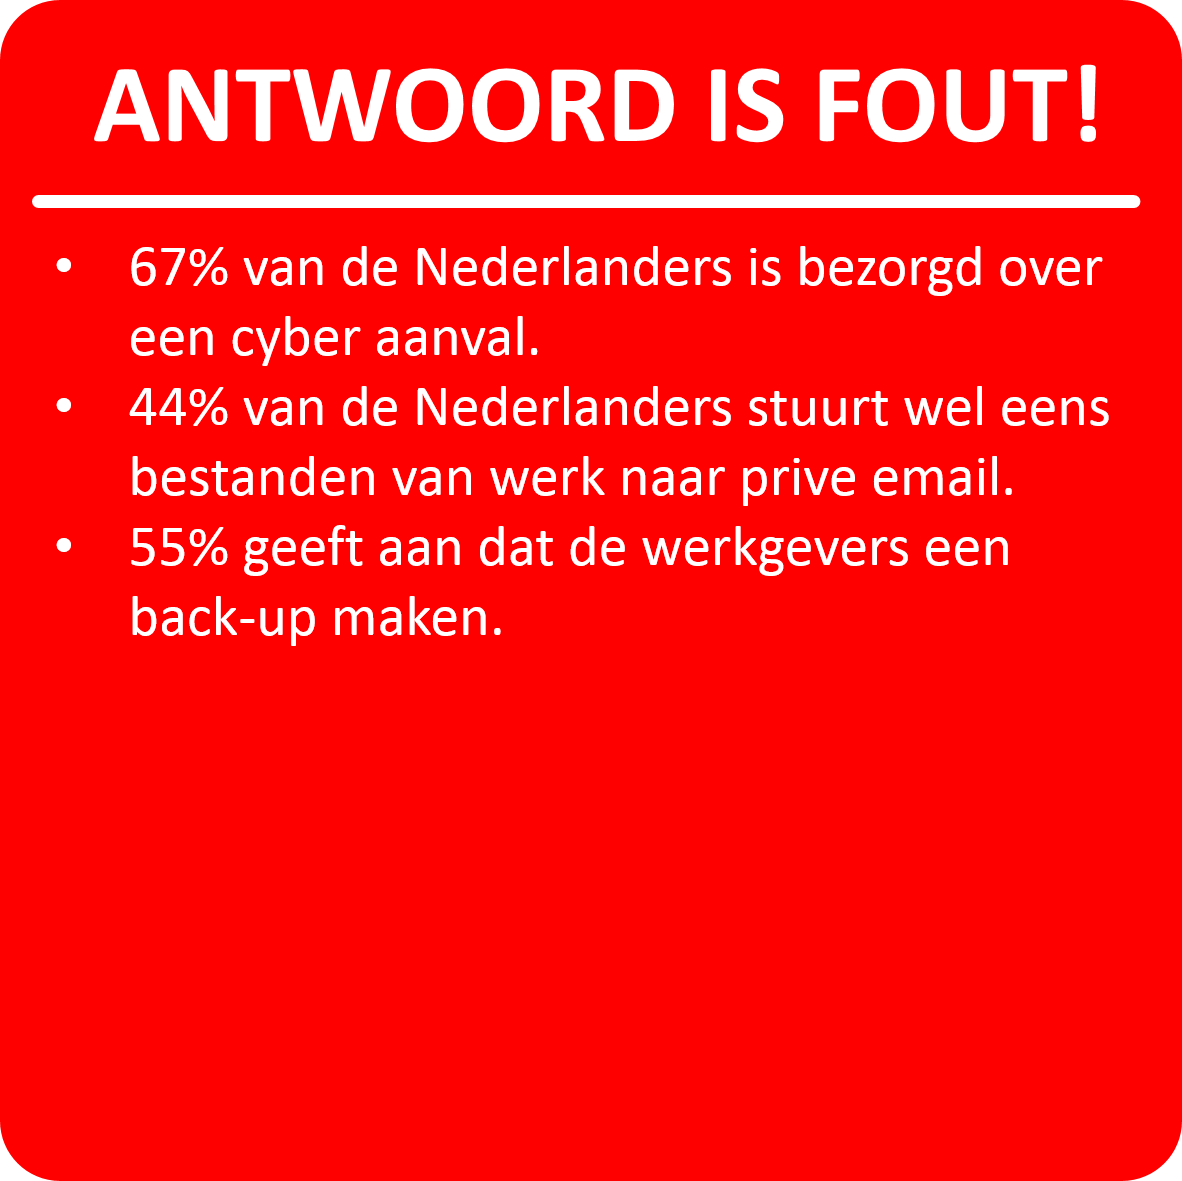 ANTWOORD IS FOUT!
• 67% van de Nederlanders is bezorgd over
een cyber aanval.
• 44% van de Nederlanders stuurt wel eens
bestanden van werk naar prive email.
• 55% geeft aan dat de werkgevers een
back-up maken.